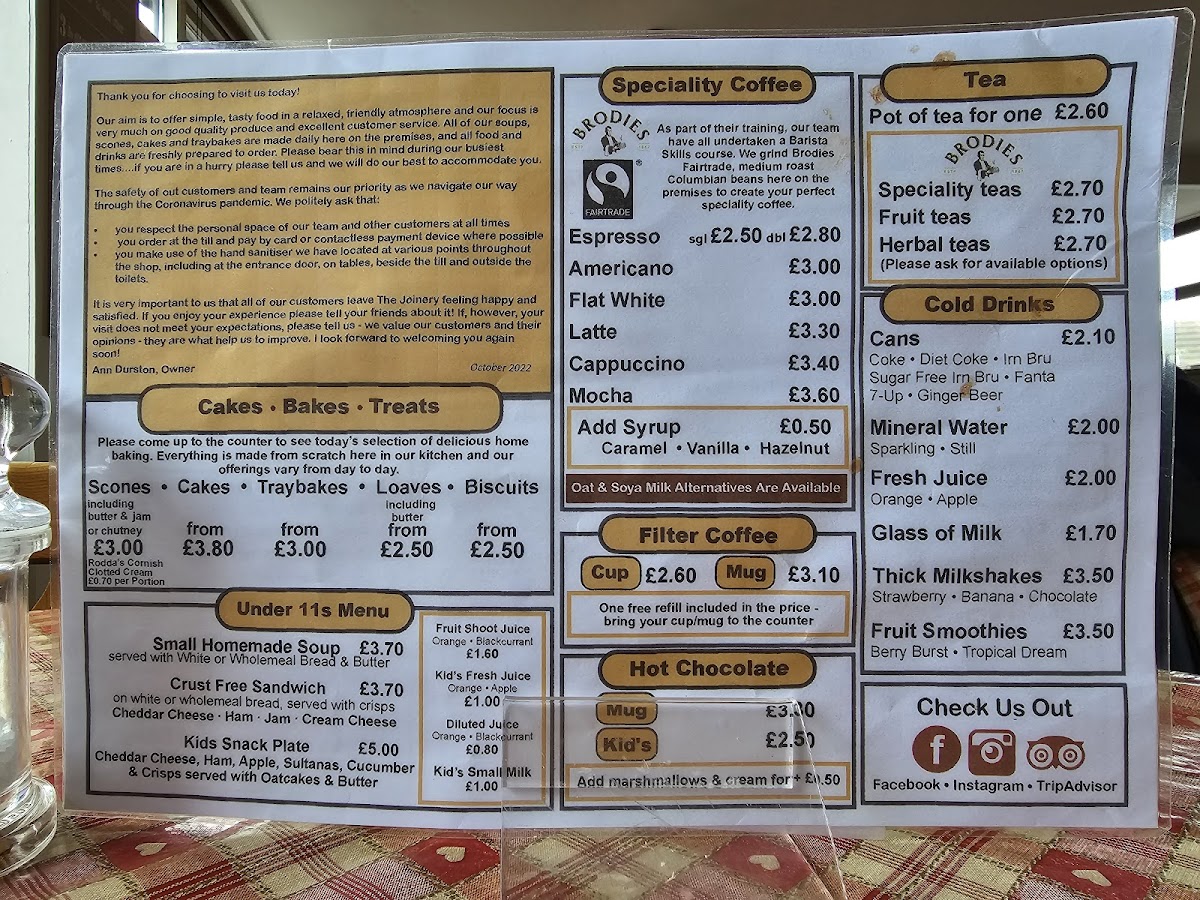 Thank you for choosing to visit us today!
Our aim is to offer simple, tasty food in a relaxed, friendly atmosphere and our focus is
very much on good quality produce and excellent customer service. All of our soups,
scones, cakes and traybakes are made daily here on the premises, and all food and
drinks are freshly prepared to order. Please bear this in mind during our busiest
times....if you are in a hurry please tell us and we will do our best to accommodate you.
The safety of out customers and team remains our priority as we navigate our way
through the Coronavirus pandemic. We politely ask that:
• you respect the personal space of our team and other customers at all times
• you order at the till and pay by card or contactless payment device where possible
• you make use of the hand sanitiser we have located at various points throughout
the shop, including at the entrance door, on tables, beside the till and outside the
toilets.
It is very important to us that all of our customers leave The Joinery feeling happy and
satisfied. If you enjoy your experience please tell your friends about it! If, however, your
visit does not meet your expectations, please tell us - we value our customers and their
opinions - they are what help us to improve. I look forward to welcoming you again
soon!
Ann Durston, Owner October 2022
Cakes • Bakes • Treats
Please come up to the counter to see today's selection of delicious home
baking. Everything is made from scratch here in our kitchen and our
offerings vary from day to day.
Scones • Cakes • Traybakes • Loaves • Biscuits
including including
butter & jam butter
or chutney from from from from
£3.00 £3.80 £3.00 £2.50 £2.50
Rodda's Cornish
Clotted Cream
£0.70 per Portion
Under 11s Menu
Small Homemade Soup £3.70
served with White or Wholemeal Bread & Butter
Crust Free Sandwich £3.70
on white or wholemeal bread, served with crisps
Cheddar Cheese · Ham · Jam · Cream Cheese
Kids Snack Plate £5.00
Cheddar Cheese, Ham, Apple, Sultanas, Cucumber
& Crisps served with Oatcakes & Butter
Fruit Shoot Juice
Orange • Blackcurrant
£1.60
Kid's Fresh Juice
Orange • Apple
£1.00
Diluted Juice
Orange • Blackcurrant
£0.80
Kid's Small Milk
£1.00
Speciality Coffee
BRODIES
FAIRTRADE
As part of their training, our team
have all undertaken a Barista
Skills course. We grind Brodies
Fairtrade, medium roast
Columbian beans here on the
premises to create your perfect
speciality coffee.
Espresso sgl £2.50 dbl £2.80
Americano £3.00
Flat White £3.00
Latte £3.30
Cappuccino £3.40
Mocha £3.60
Add Syrup £0.50
Caramel • Vanilla • Hazelnut
Oat & Soya Milk Alternatives Are Available
Filter Coffee
Cup £2.60 Mug £3.10
One free refill included in the price -
bring your cup/mug to the counter
Hot Chocolate
Mug
Kid's £2.50
Add marshmallows & cream for + £0.50
Tea
Pot of tea for one £2.60
BRODIES
Speciality teas £2.70
Fruit teas £2.70
Herbal teas £2.70
(Please ask for available options)
Cold Drinks
Cans £2.10
Coke • Diet Coke • Irn Bru
Sugar Free Irn Bru • Fanta
7-Up • Ginger Beer
Mineral Water £2.00
Sparkling • Still
Fresh Juice £2.00
Orange • Apple
Glass of Milk £1.70
Thick Milkshakes £3.50
Strawberry • Banana • Chocolate
Fruit Smoothies £3.50
Berry Burst • Tropical Dream
Check Us Out
Facebook • Instagram • TripAdvisor